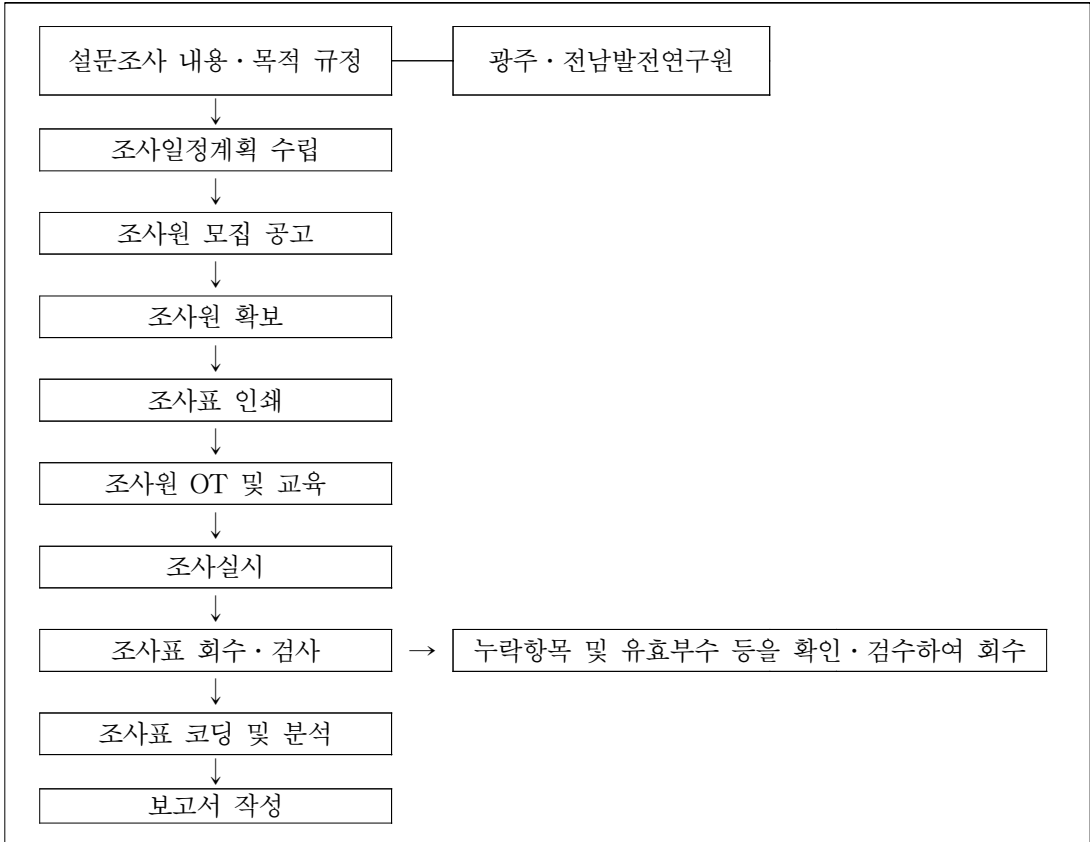 설문조사 내용·목적 규정
광주·전남발전연구원
↓
조사일정계획 수립
↓
조사원 모집 공고
↓
조사원 확보
↓
조사표 인쇄
↓
조사원 OT 및 교육
↓
조사실시
↓
조사표 회수·검사 → 누락항목 및 유효부수 등을 확인·검수하여 회수
↓
조사표 코딩 및 분석
↓
보고서 작성